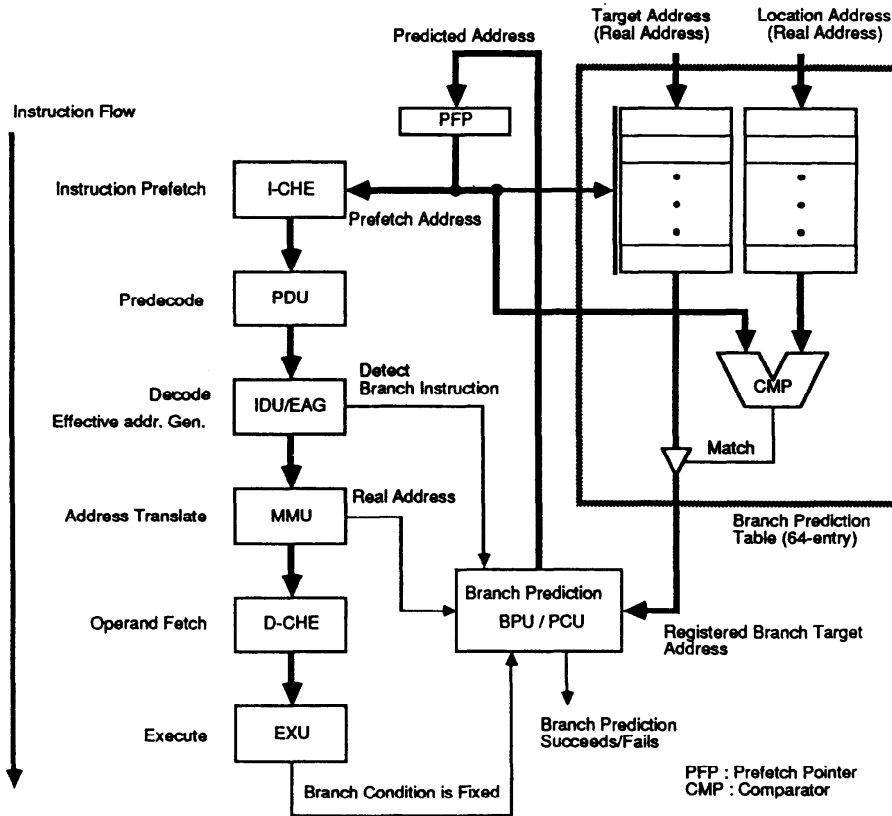 Target Address
(Real Address)
Location Address
(Real Address)
Predicted Address
Instruction Flow
PFP
Instruction Prefetch
I-CHE
Prefetch Address
Predecode
PDU
Detect
Branch Instruction
Decode
Effective addr. Gen.
IDU/EAG
CMP
Match
Real Address
Address Translate
MMU
Branch Prediction
Table (64-entry)
Branch Prediction
BPU / PCU
Operand Fetch
D-CHE
Registered Branch Target
Address
Execute
EXU
Branch Prediction
Succeeds/Fails
Branch Condition is Fixed
PFP : Prefetch Pointer
CMP : Comparator